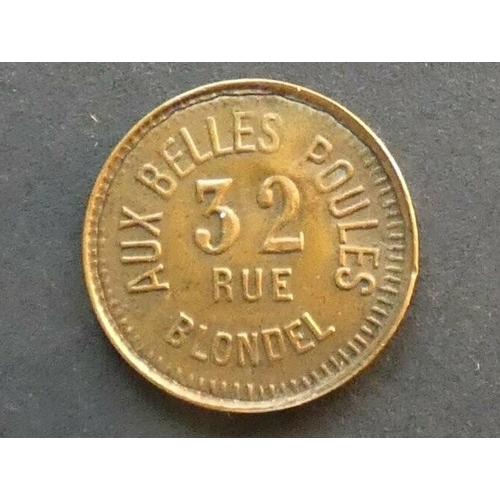 AUX BELLES POULES
32
RUE
BLONDEL